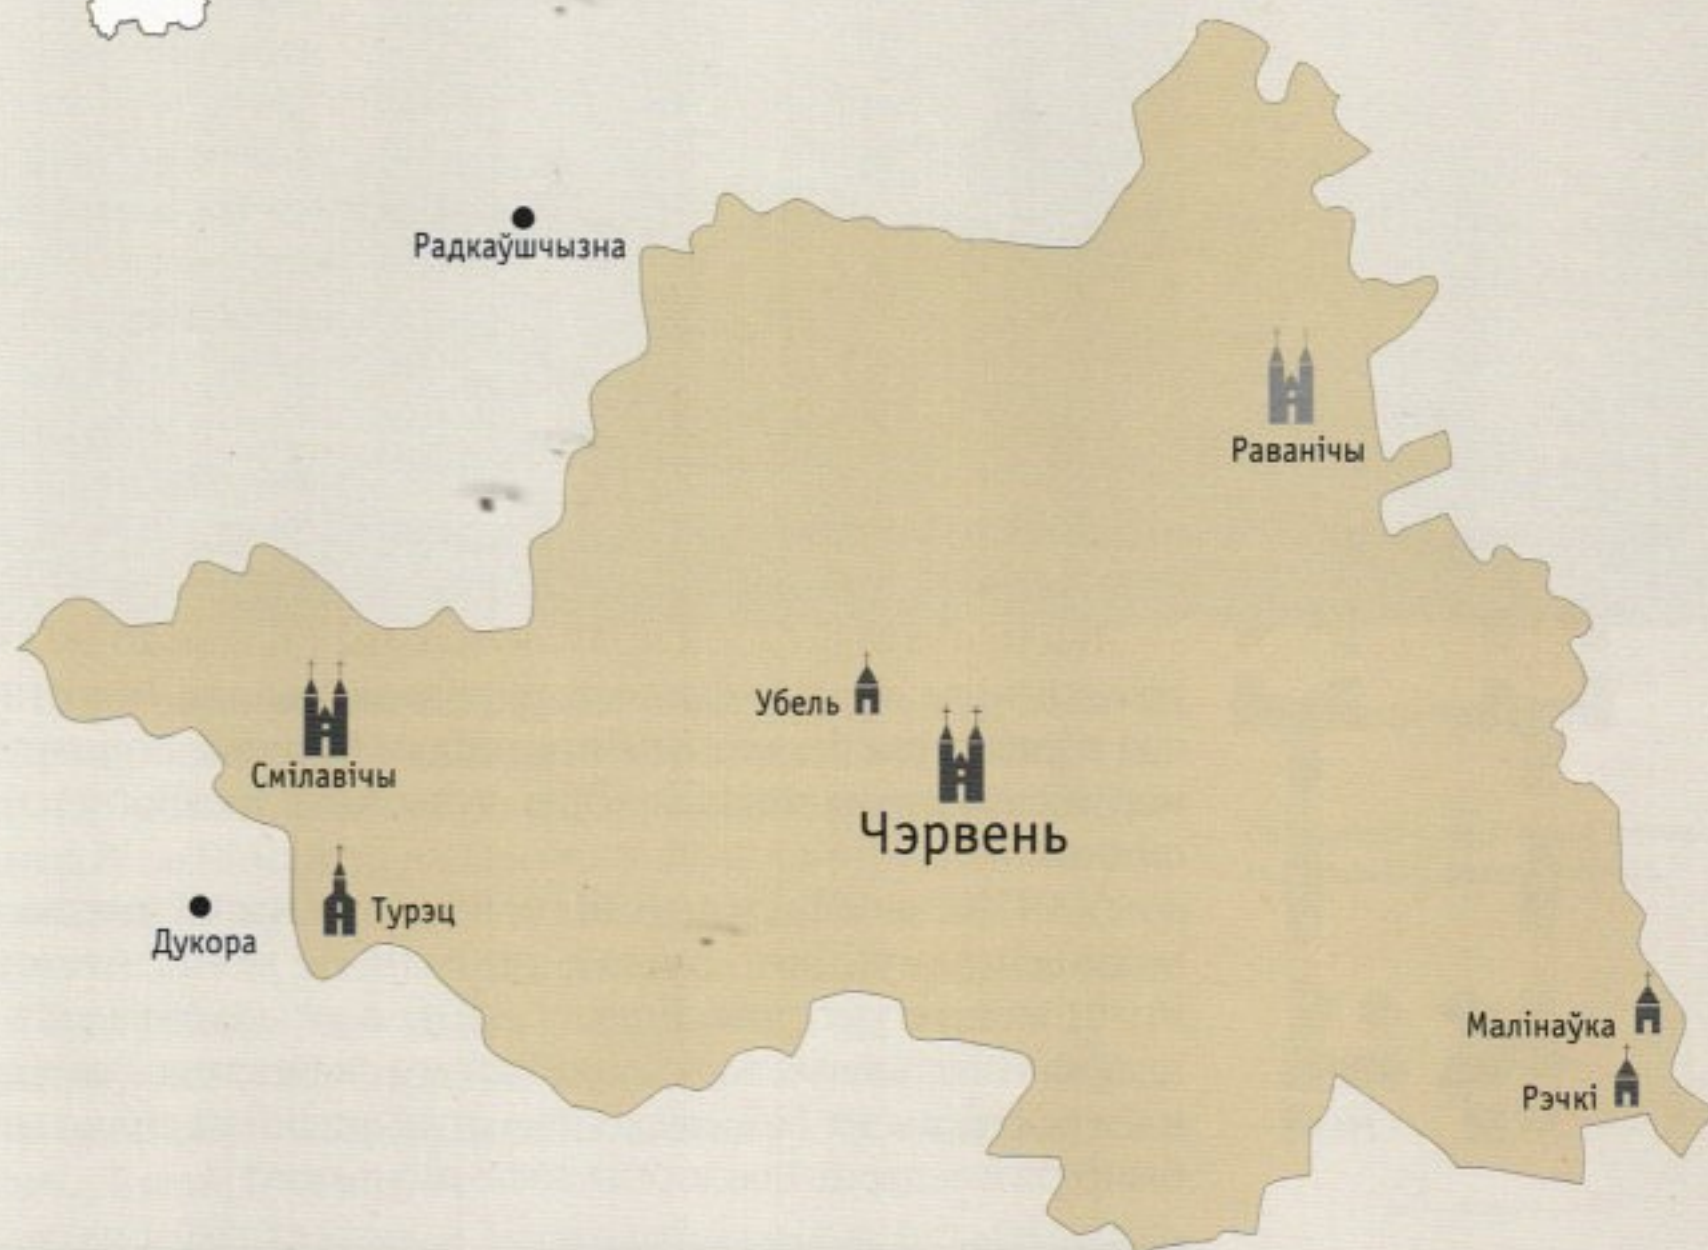 Радкаўшчызна
Раванічы
Убель
Смілавічы
Чэрвень
Турэц
Дукора
Малінаўка
Рэчкі